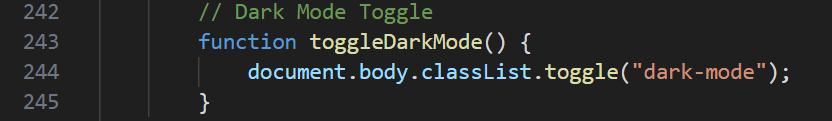 242 // Dark Mode Toggle
243 function toggleDarkMode() {
244 document.body.classList.toggle("dark-mode");
245 }